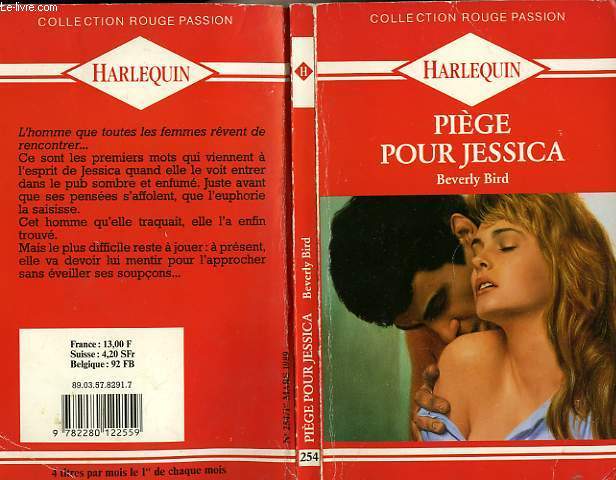 Le-livre.com
COLLECTION ROUGE PASSION
HARLEQUIN
L'homme que toutes les femmes rêvent de
rencontrer...
Ce sont les premiers mots qui viennent à
l'esprit de Jessica quand elle le voit entrer
dans le pub sombre et enfumé. Juste avant
que ses pensées s'affolent, que l'euphorie
la saisisse.
Cet homme qu'elle traquait, elle l'a enfin
trouvé.
Mais le plus difficile reste à jouer : à présent,
elle va devoir lui mentir pour l'approcher
sans éveiller ses soupçons...
France : 13,00 F
Suisse : 4,20 SFr
Belgique : 92 FB
89.03.57.8291.7
9 782280 122559
4 titres par mois le 1er de chaque mois
H
Beverly Bird
PIÈGE POUR JESSICA
N° 254/1er MARS 1989
254
COLLECTION ROUGE PASSION
HARLEQUIN
PIÈGE
POUR JESSICA
Beverly Bird